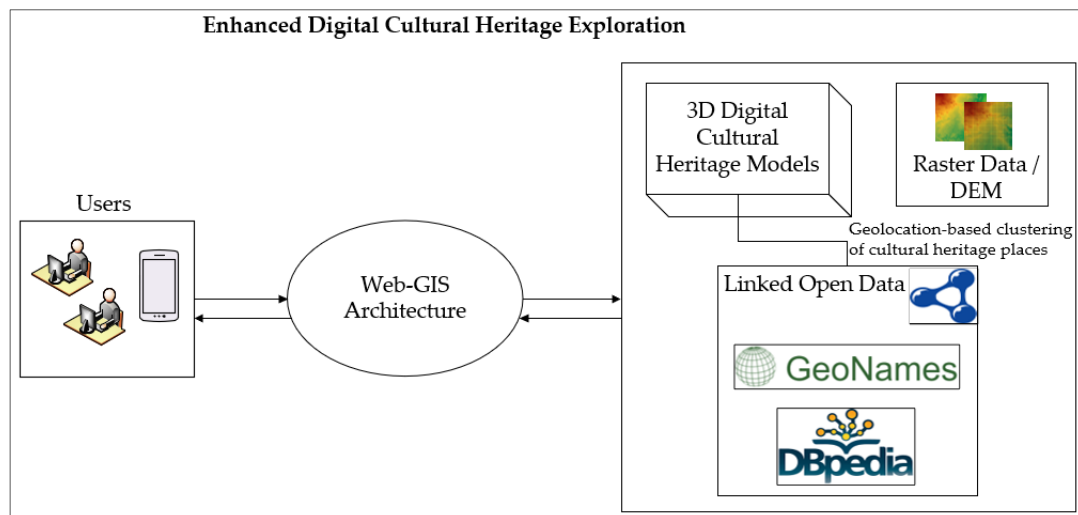 Enhanced Digital Cultural Heritage Exploration
Users
Web-GIS
Architecture
3D Digital
Cultural
Heritage Models
Raster Data /
DEM
Geolocation-based clustering
of cultural heritage places
Linked Open Data
GeoNames
DBpedia